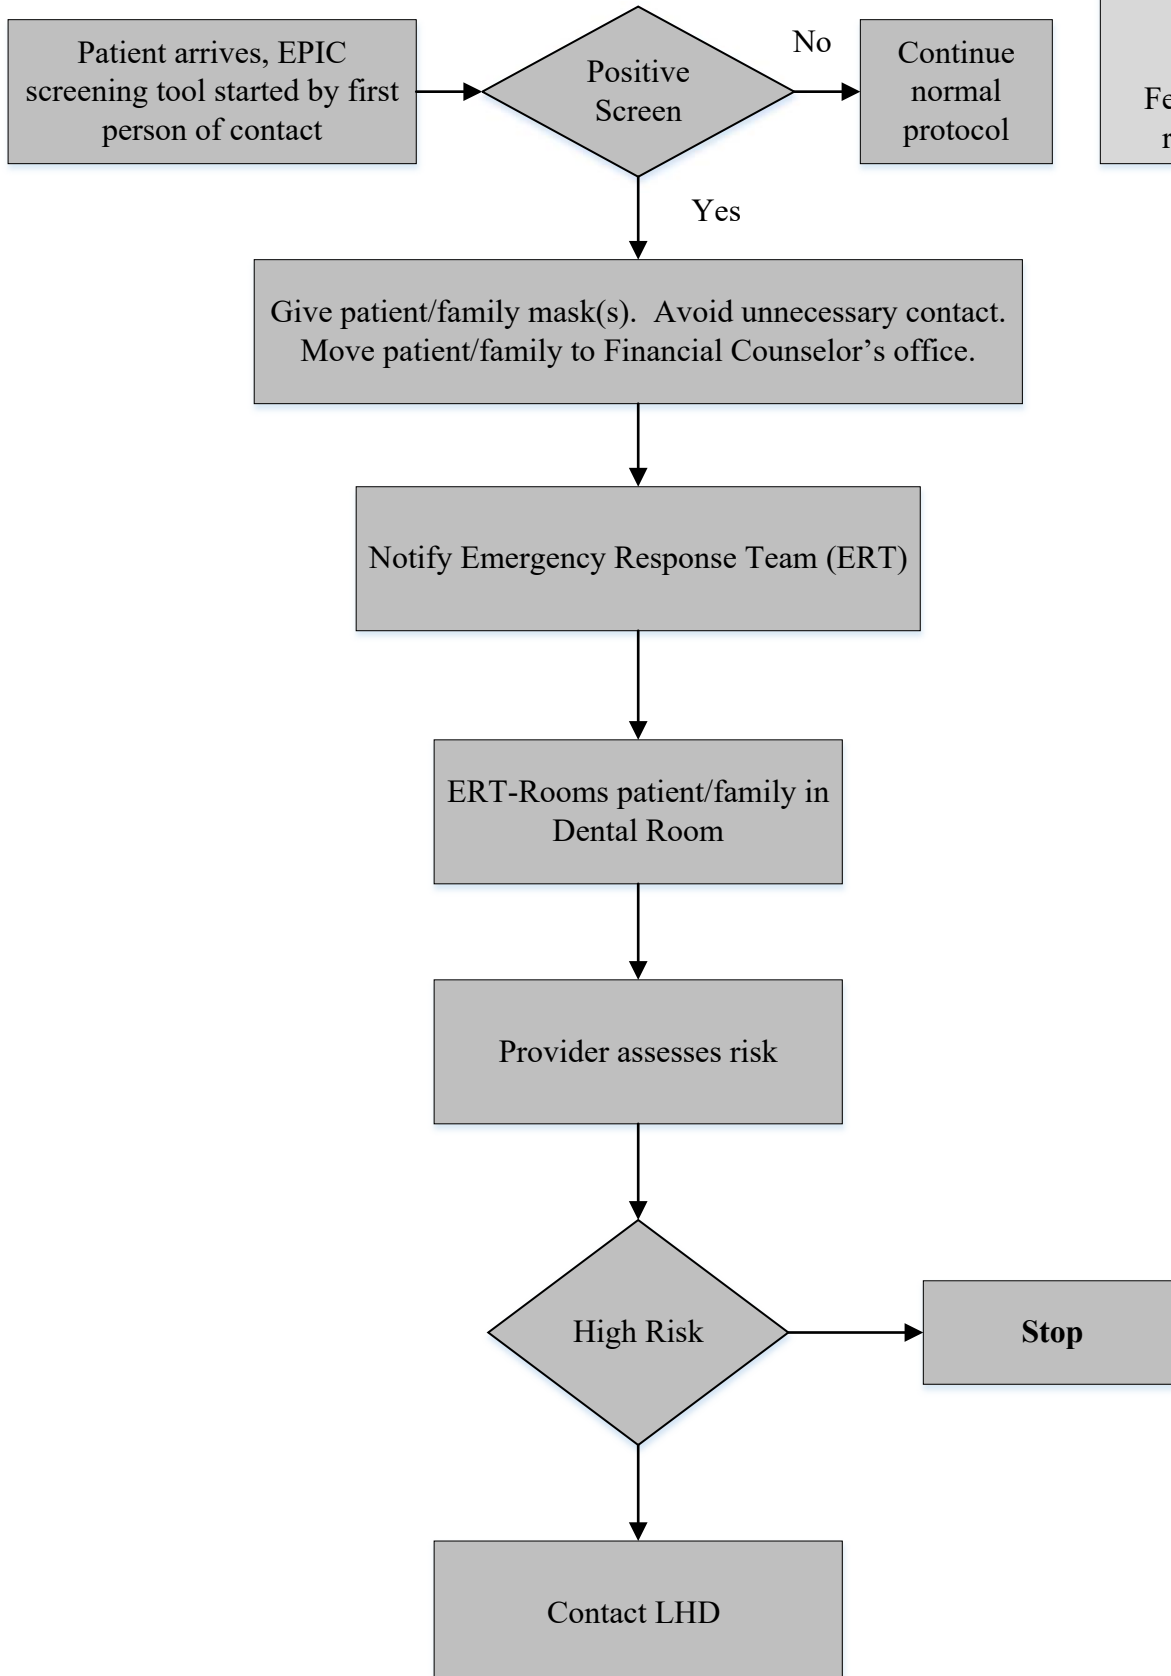 Patient arrives, EPIC
screening tool started by first
person of contact
Positive
Screen
No
Continue
normal
protocol
Yes
Give patient/family mask(s).  Avoid unnecessary contact.
Move patient/family to Financial Counselor’s office.
Notify Emergency Response Team (ERT)
ERT-Rooms patient/family in
Dental Room
Provider assesses risk
High Risk
Stop
Contact LHD